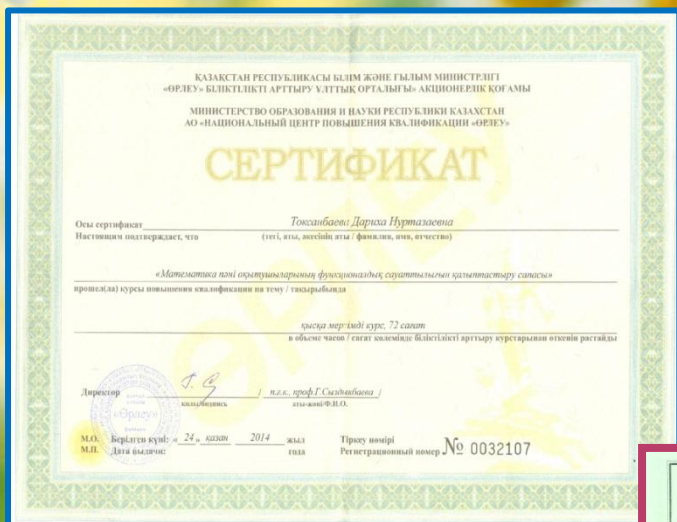 ҚАЗАҚСТАН РЕСПУБЛИКАСЫ БІЛІМ ЖӘНЕ ҒЫЛЫМ МИНИСТРЛІГІ
«ӨРЛЕУ» БІЛІКТІЛІКТІ АРТТЫРУ ҰЛТТЫҚ ОРТАЛЫҒЫ» АКЦИОНЕРЛІК ҚОҒАМЫ
МИНИСТЕРСТВО ОБРАЗОВАНИЯ И НАУКИ РЕСПУБЛИКИ КАЗАХСТАН
АО «НАЦИОНАЛЬНЫЙ ЦЕНТР ПОВЫШЕНИЯ КВАЛИФИКАЦИИ «ӨРЛЕУ»
СЕРТИФИКАТ
Осы сертификат Токсанбаева Дариха Нуртазаевна
Настоящим подтверждает, что (тегі, аты, әкесінің аты / фамилия, имя, отчество)
«Математика пәні оқытушыларының функционалдық сауаттылығын қалыптастыру сапасы»
прошел(ла) курсы повышения квалификации на тему / тақырыбында
қысқа мерзімді курс, 72 сағат
в объеме часов / сағат көлемінде біліктілікті арттыру курстарынан өткенін растайды
Директор / п.ғ.к., проф.Г.Сыздыкбаева /
қолы/подпись аты-жөні/Ф.И.О.
«Өрлеу»
М.О. Берілген күні: « 24 » қазан 2014 жыл Тіркеу нөмірі
М.П. Дата выдачи: года Регистрационный номер № 0032107
ӨРЛЕУ